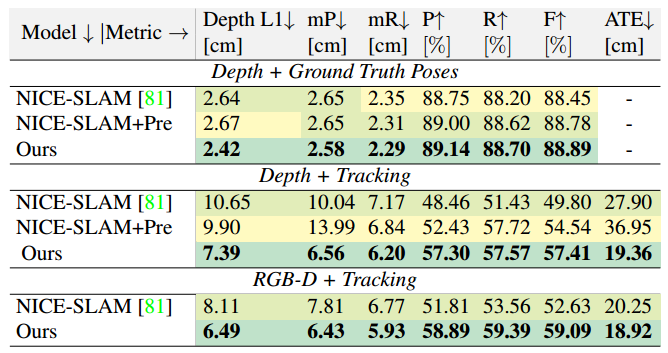 Model ↓ |Metric → Depth L1↓ mP↓ mR↓ P↑ R↑ F↑ ATE↓
[cm] [cm] [cm] [%] [%] [%] [cm]
Depth + Ground Truth Poses
NICE-SLAM [81] 2.64 2.65 2.35 88.75 88.20 88.45 -
NICE-SLAM+Pre 2.67 2.65 2.31 89.00 88.62 88.78
Ours 2.42 2.58 2.29 89.14 88.70 88.89 -
Depth + Tracking
NICE-SLAM [81] 10.65 10.04 7.17 48.46 51.43 49.80 27.90
NICE-SLAM+Pre 9.90 13.99 6.84 52.43 57.72 54.54 36.95
Ours 7.39 6.56 6.20 57.30 57.57 57.41 19.36
RGB-D + Tracking
NICE-SLAM [81] 8.11 7.81 6.77 51.81 53.56 52.63 20.25
Ours 6.49 6.43 5.93 58.89 59.39 59.09 18.92